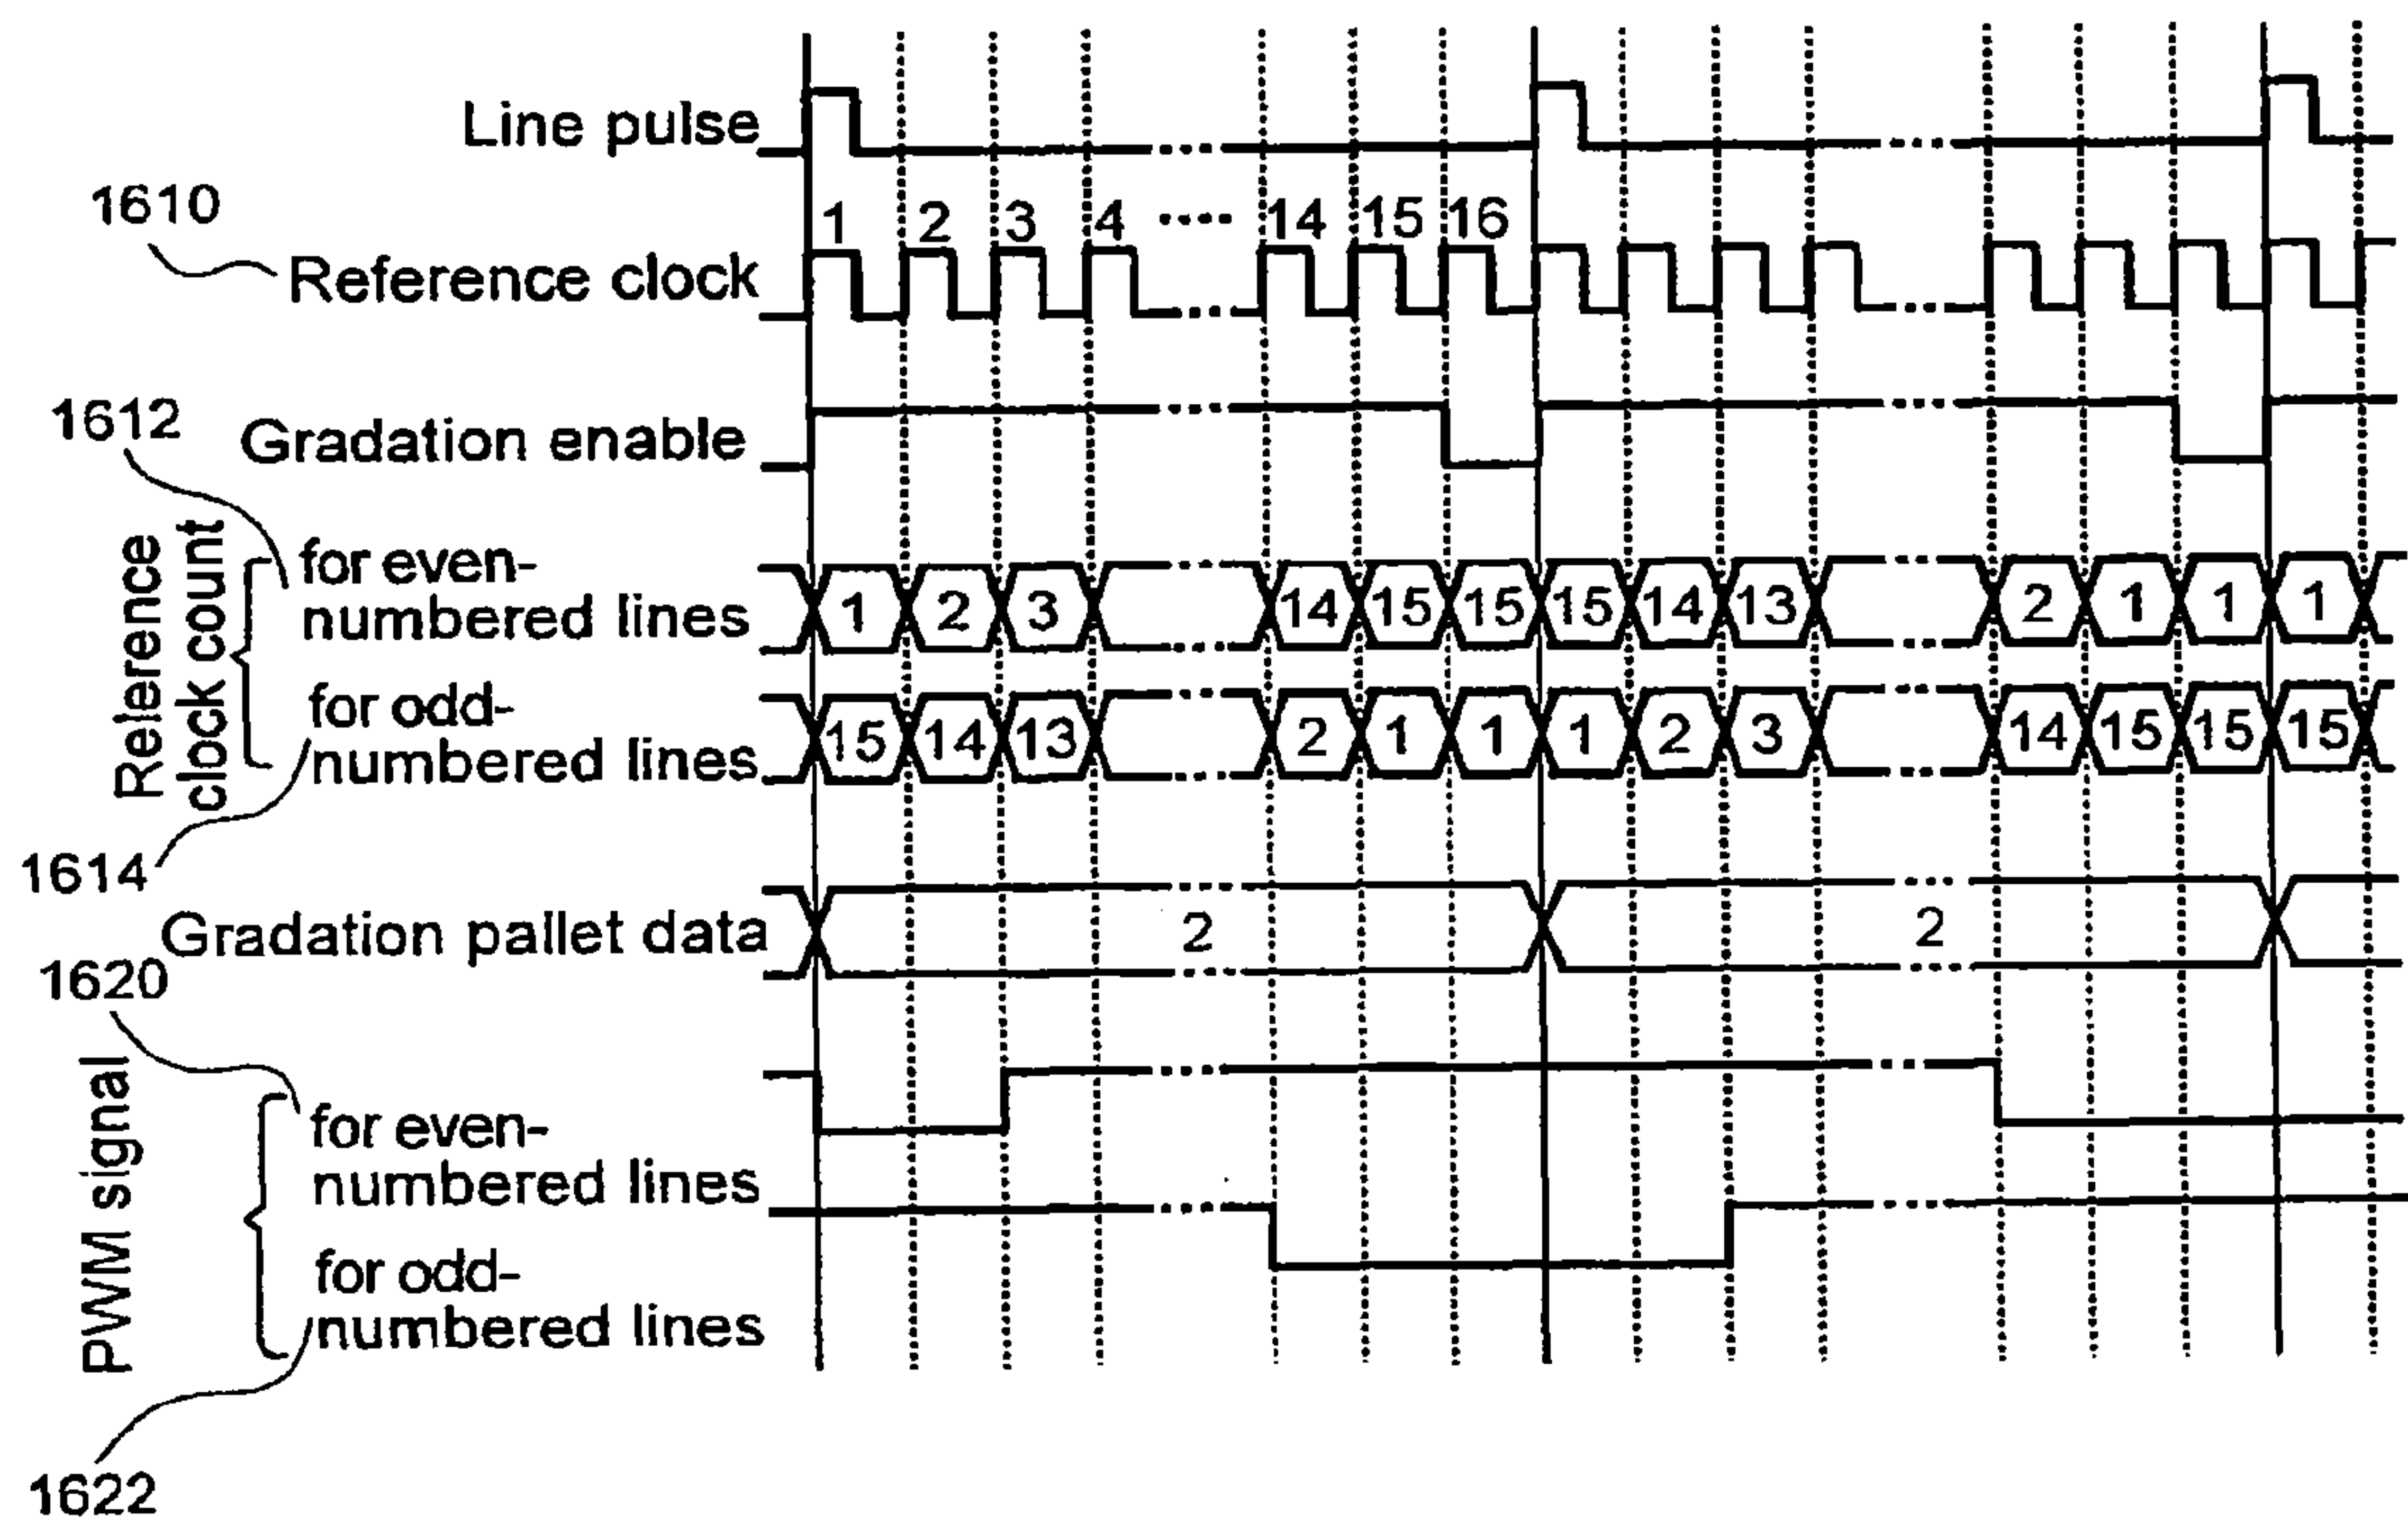 Line pulse
1610
1 2 3 4 14 15 16
Reference clock
1612
Gradation enable
Reference clock count
for even-
numbered lines
1 2 3 14 15 15 15 14 13 2 1 1 1
for odd-
numbered lines
15 14 13 2 1 1 1 2 3 14 15 15 15
1614
Gradation pallet data
2 2
1620
PWM signal
for even-
numbered lines
for odd-
numbered lines
1622